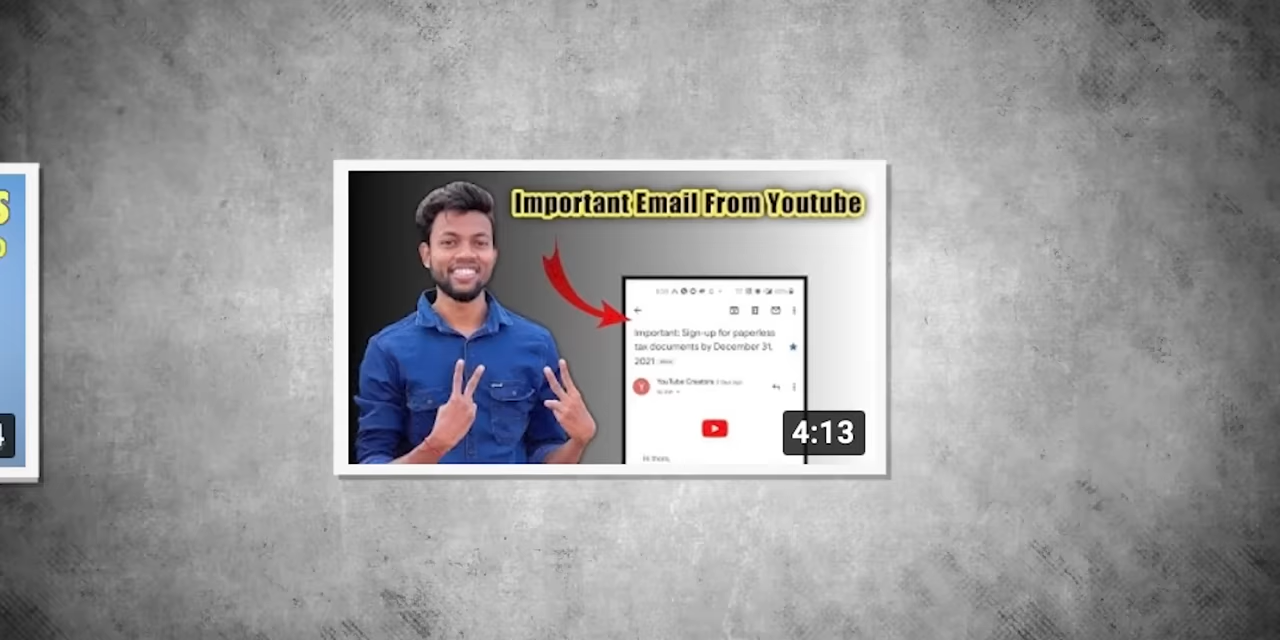 S
Important Email From Youtube
Important: Sign-up for paperless
tax documents by December 31,
2021
YouTube Creators
Y
4:13
Hi there,